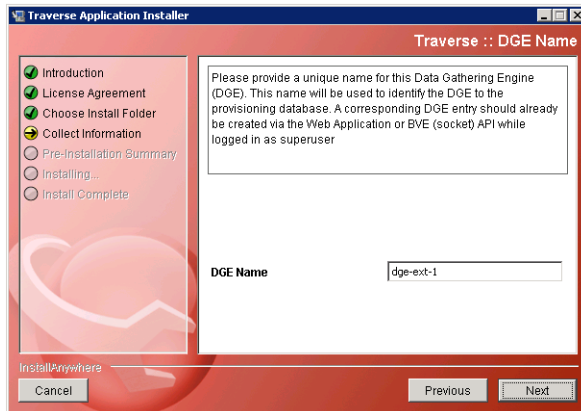 Traverse Application Installer
Traverse :: DGE Name
Introduction
License Agreement
Choose Install Folder
Collect Information
Pre-Installation Summary
Installing...
Install Complete
Please provide a unique name for this Data Gathering Engine
(DGE). This name will be used to identify the DGE to the
provisioning database. A corresponding DGE entry should already
be created via the Web Application or BVE (socket) API while
logged in as superuser
DGE Name
dge-ext-1
InstallAnywhere
Cancel
Previous
Next